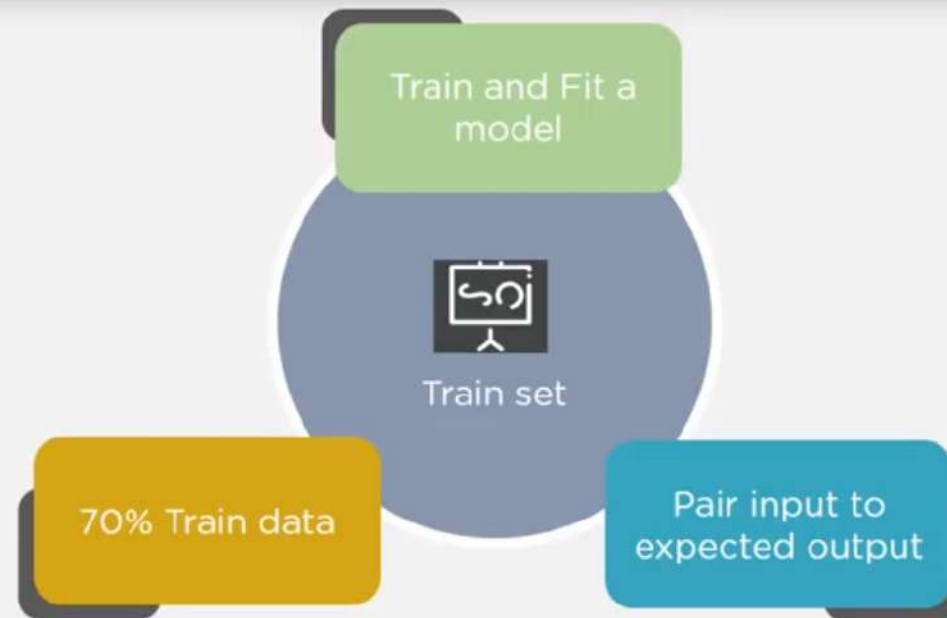 Train and Fit a
model
Train set
70% Train data
Pair input to
expected output